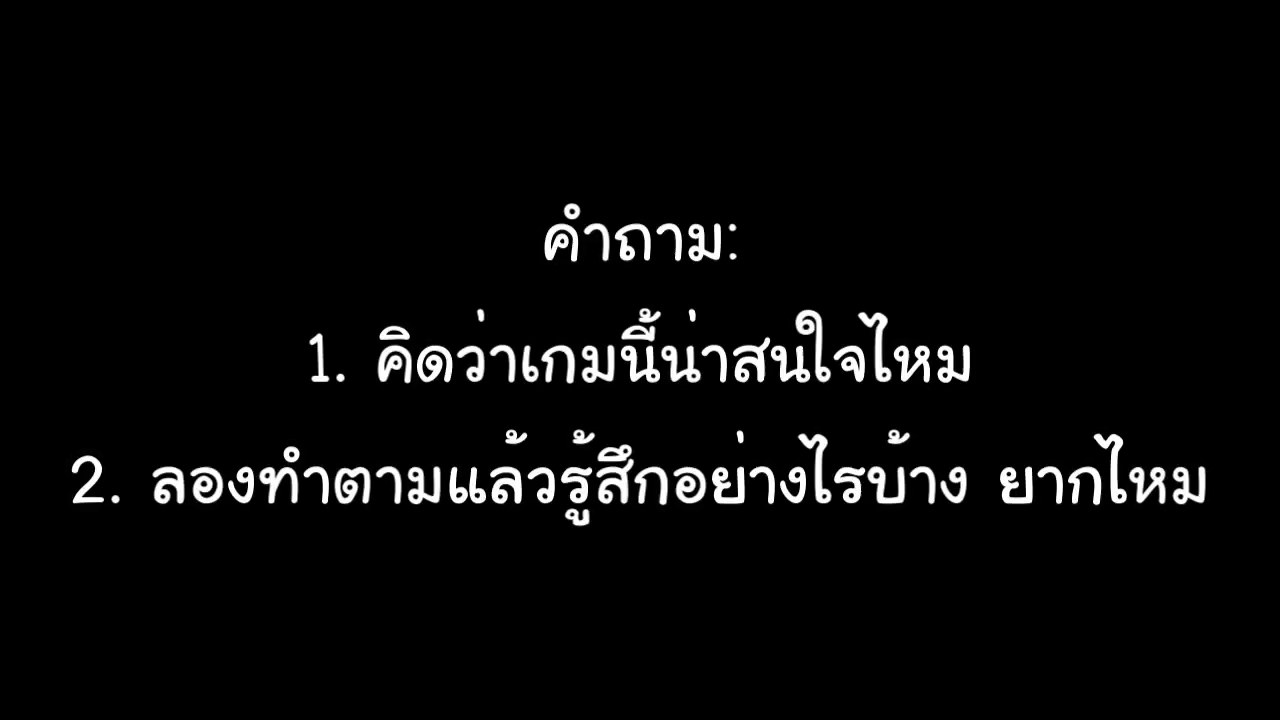 คำถาม:
1. คิดว่าเกมนี้น่าสนใจไหม
2. ลองทำตามแล้วรู้สึกอย่างไรบ้าง ยากไหม